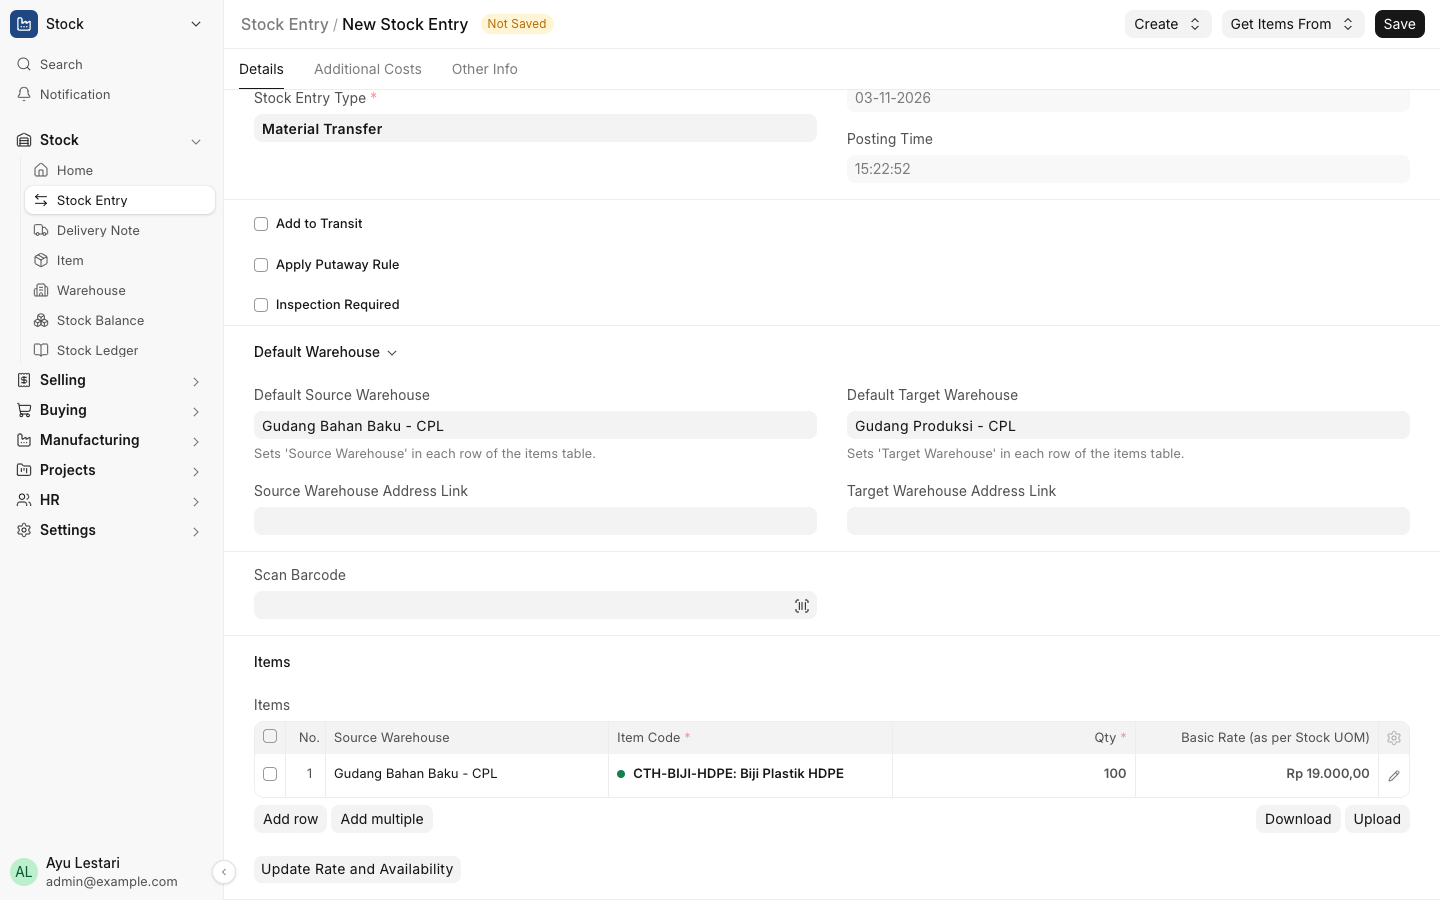 Stock
Search
Notification
Stock
Home
Stock Entry
Delivery Note
Item
Warehouse
Stock Balance
Stock Ledger
Selling
Buying
Manufacturing
Projects
HR
Settings
AL
Ayu Lestari
admin@example.com
Stock Entry / New Stock Entry
Not Saved
Create
Get Items From
Save
Details
Additional Costs
Other Info
Stock Entry Type *
Material Transfer
03-11-2026
Posting Time
15:22:52
Add to Transit
Apply Putaway Rule
Inspection Required
Default Warehouse
Default Source Warehouse
Gudang Bahan Baku - CPL
Sets 'Source Warehouse' in each row of the items table.
Default Target Warehouse
Gudang Produksi - CPL
Sets 'Target Warehouse' in each row of the items table.
Source Warehouse Address Link
Target Warehouse Address Link
Scan Barcode
Items
Items
No. Source Warehouse Item Code * Qty * Basic Rate (as per Stock UOM)
1 Gudang Bahan Baku - CPL CTH-BIJI-HDPE: Biji Plastik HDPE 100 Rp 19.000,00
Add row
Add multiple
Download
Upload
Update Rate and Availability